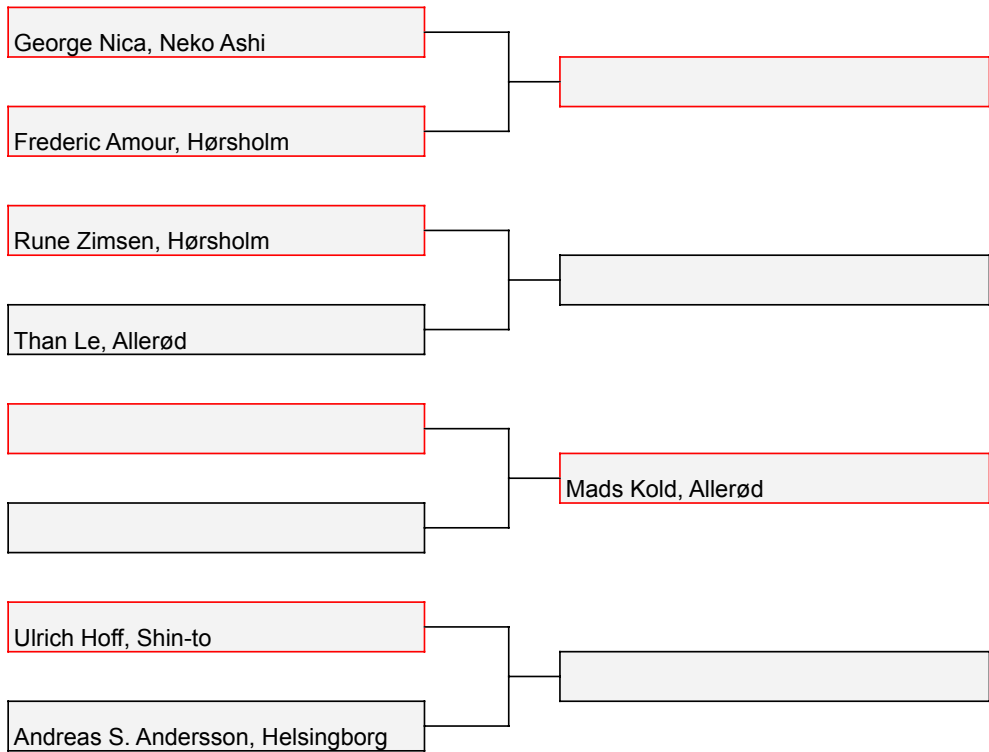 George Nica, Neko Ashi
Frederic Amour, Hørsholm
Rune Zimsen, Hørsholm
Than Le, Allerød
Mads Kold, Allerød
Ulrich Hoff, Shin-to
Andreas S. Andersson, Helsingborg